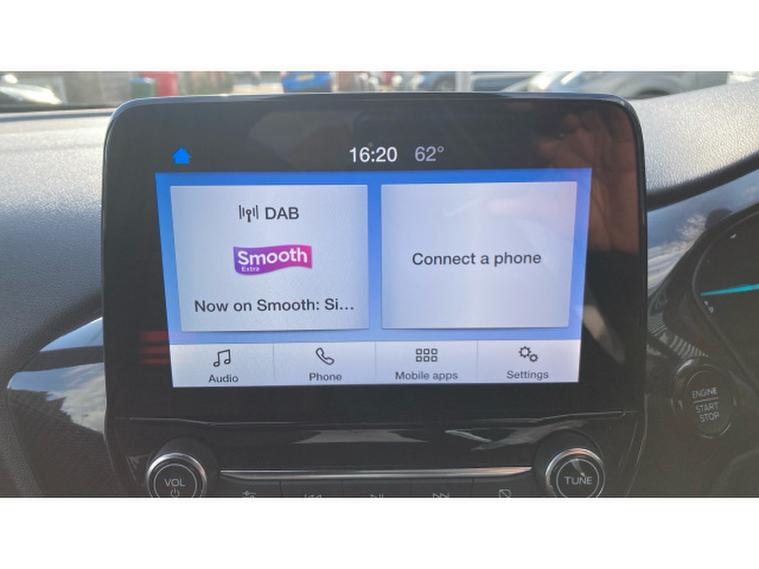 16:20 62°
DAB
Smooth
Extra
Now on Smooth: Si...
Connect a phone
Audio
Phone
Mobile apps
Settings
ENGINE
START
STOP
VOL
TUNE